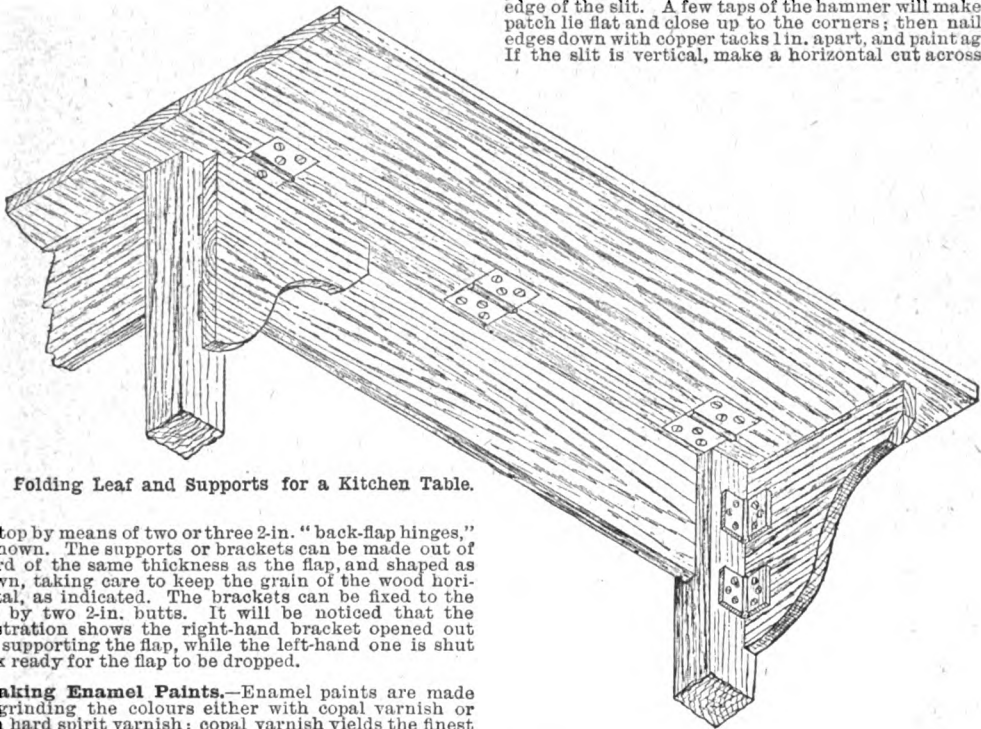 edge of the slit. A few taps of the hammer will make
patch lie flat and close up to the corners; then nail
edges down with copper tacks 1in. apart, and paint ag
If the slit is vertical, make a horizontal cut across
Folding Leaf and Supports for a Kitchen Table.
top by means of two or three 2-in. "back-flap hinges,"
nown. The supports or brackets can be made out of
rd of the same thickness as the flap, and shaped as
wn, taking care to keep the grain of the wood hori-
tal, as indicated. The brackets can be fixed to the
by two 2-in. butts. It will be noticed that the
stration shows the right-hand bracket opened out
supporting the flap, while the left-hand one is shut
k ready for the flap to be dropped.
aking Enamel Paints.—Enamel paints are made
grinding the colours either with copal varnish or
hard spirit varnish; copal varnish yields the finest